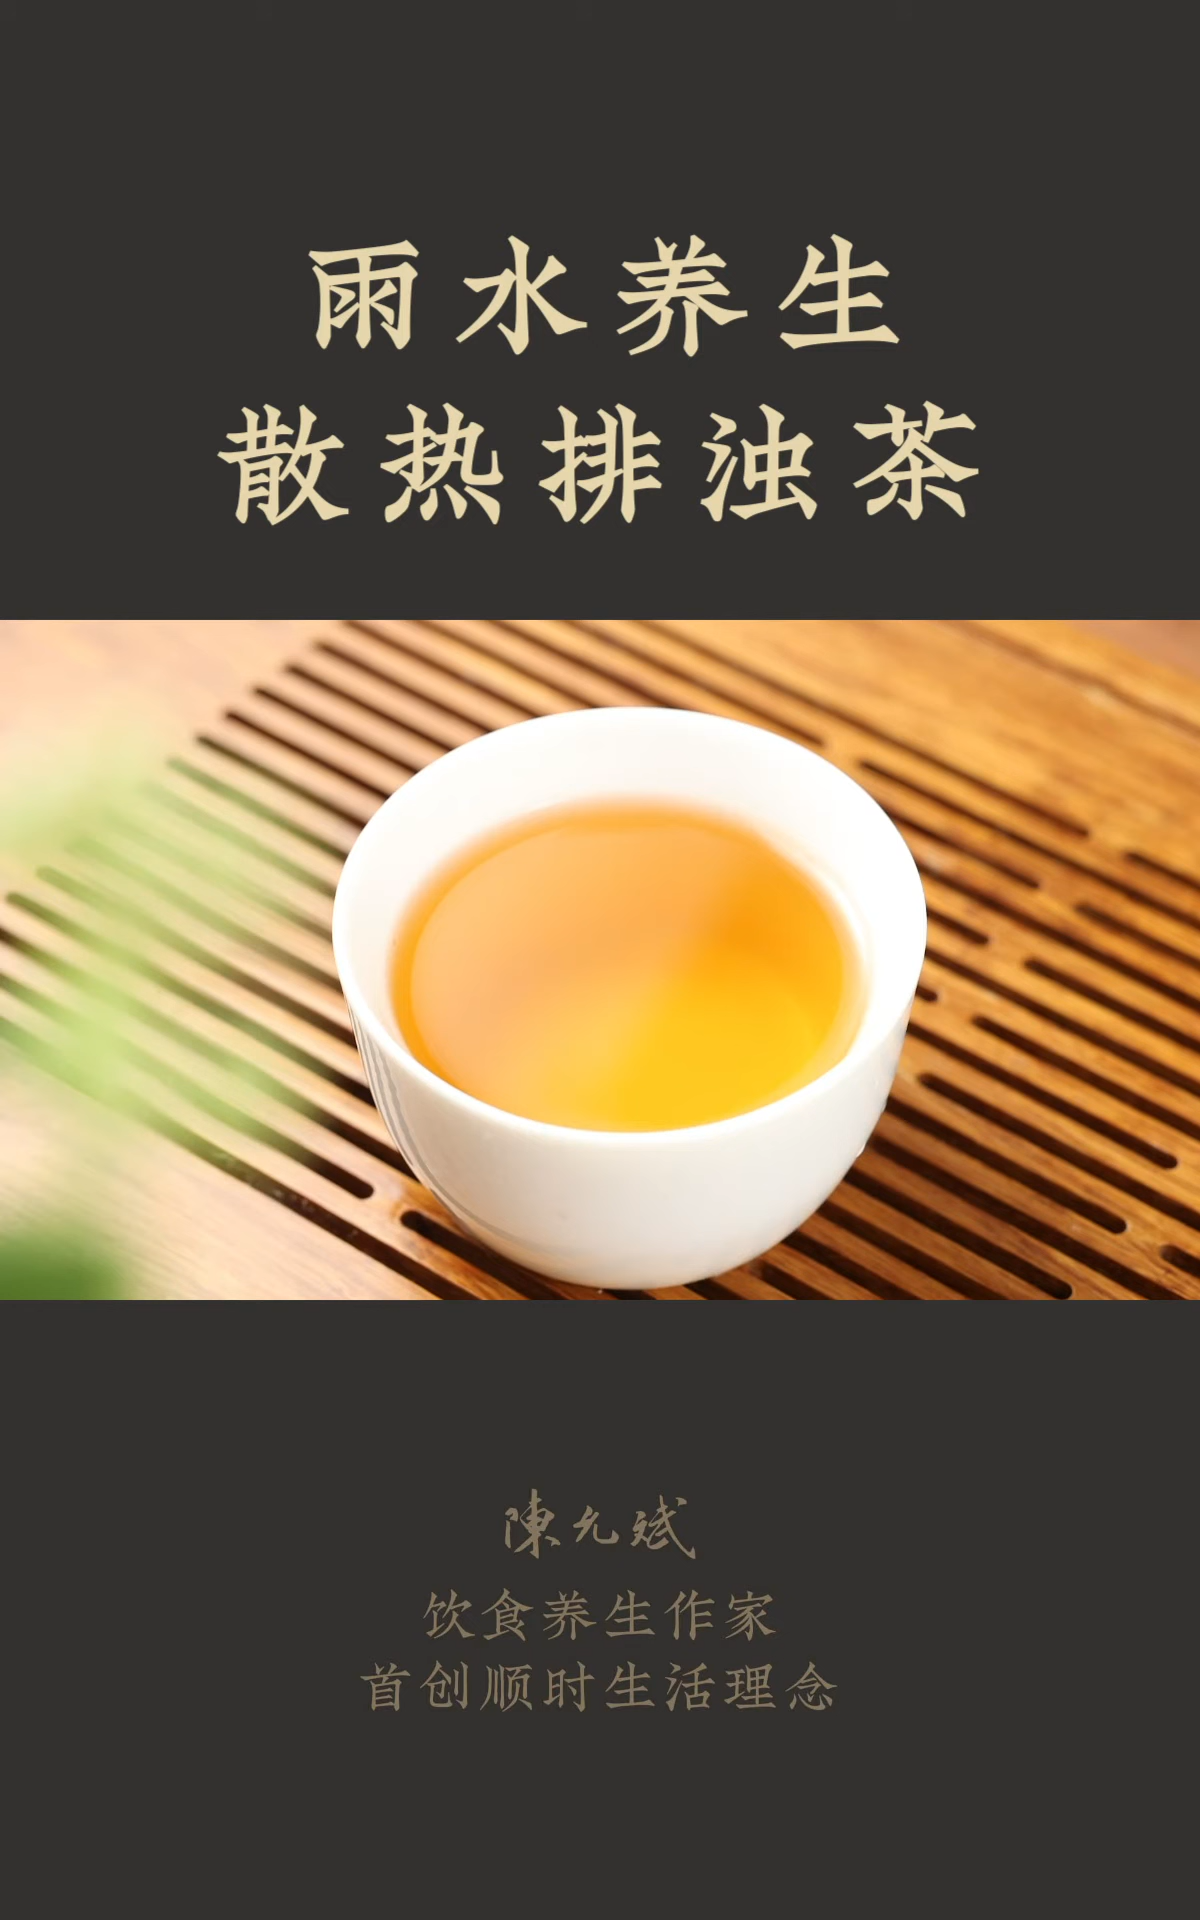 雨水养生
散热排浊茶
陳允斌
饮食养生作家
首创顺时生活理念